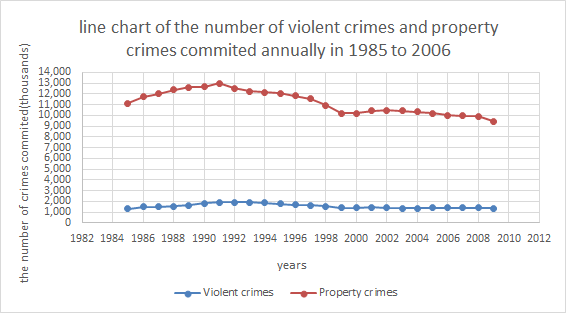 line chart of the number of violent crimes and property
crimes commited annually in 1985 to 2006
the number of crimes commited(thousands)
14,000
13,000
12,000
11,000
10,000
9,000
8,000
7,000
6,000
5,000
4,000
3,000
2,000
1,000
0
1982 1984 1986 1988 1990 1992 1994 1996 1998 2000 2002 2004 2006 2008 2010 2012
years
Violent crimes Property crimes